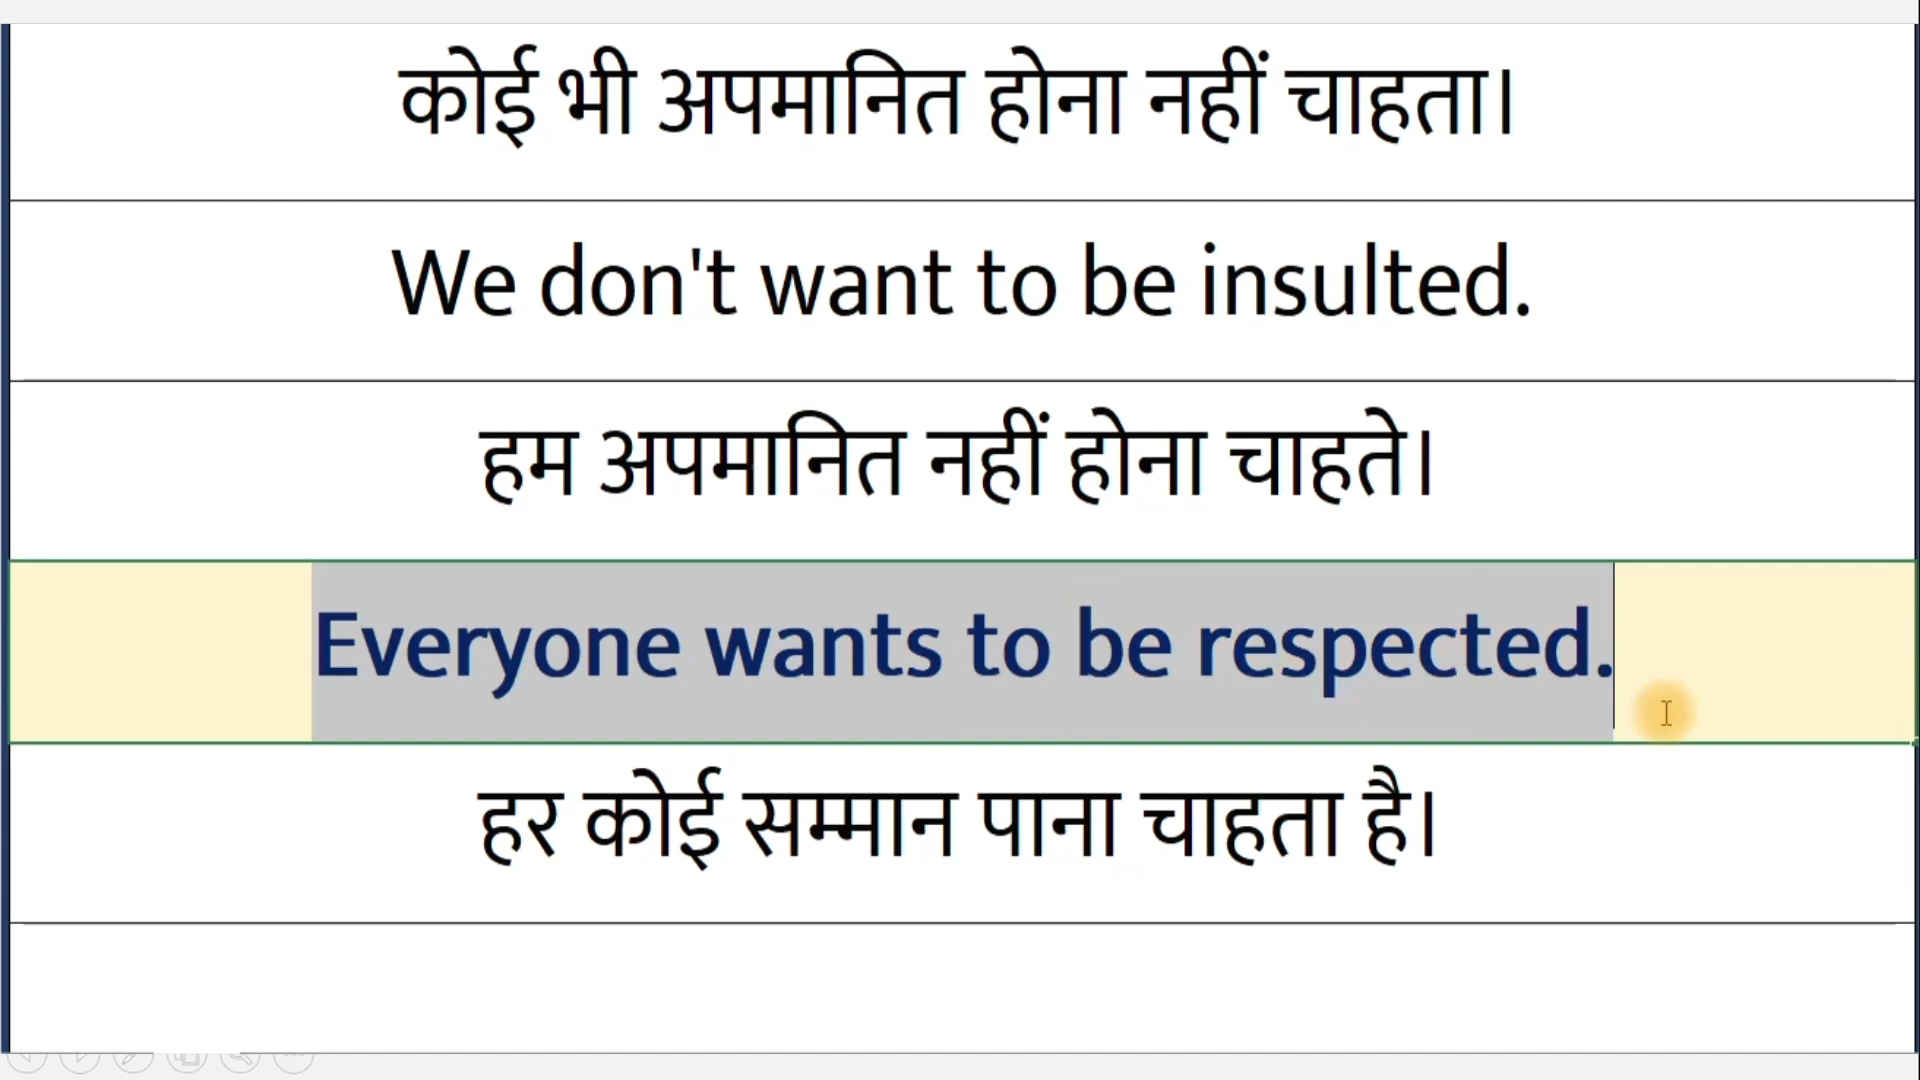 कोई भी अपमानित होना नहीं चाहता।
We don't want to be insulted.
हम अपमानित नहीं होना चाहते।
Everyone wants to be respected.
हर कोई सम्मान पाना चाहता है।